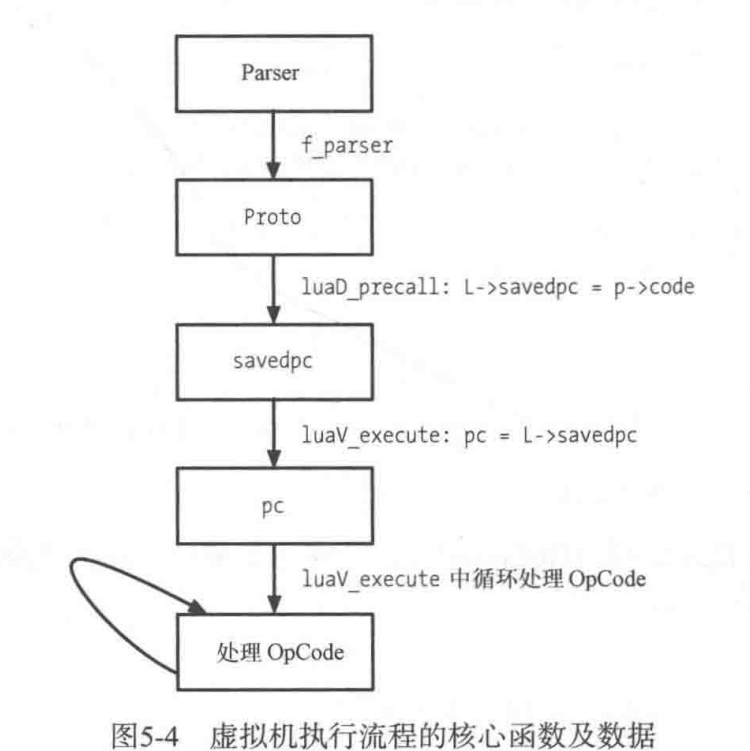 Parser
f_parser
Proto
luaD_precall: L->savedpc = p->code
savedpc
luaV_execute: pc = L->savedpc
pc
luaV_execute 中循环处理 OpCode
处理 OpCode
图5-4 虚拟机执行流程的核心函数及数据